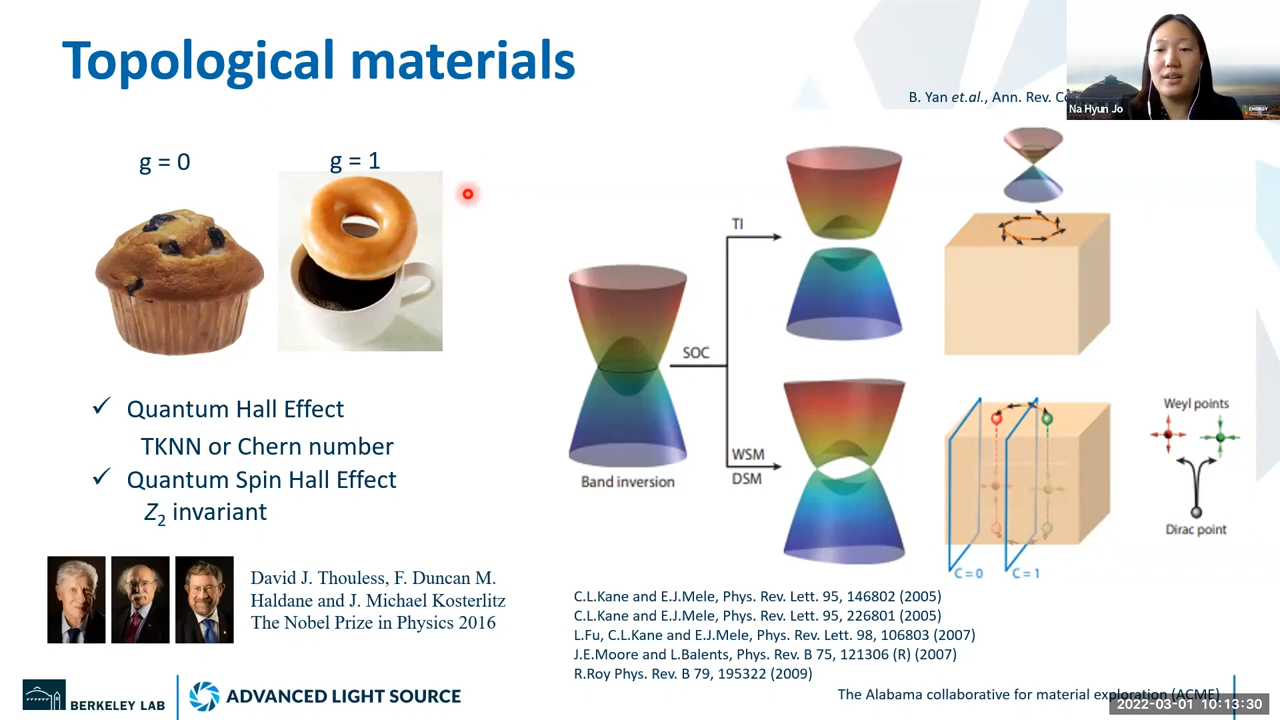 Topological materials
B. Yan et.al., Ann. Rev. C
Na Hyun Jo
ENERGY
g = 0
g = 1
TI
SOC
WSM
DSM
Band inversion
Weyl points
Dirac point
C = 0
C = 1
✓ Quantum Hall Effect
TKNN or Chern number
✓ Quantum Spin Hall Effect
Z2 invariant
David J. Thouless, F. Duncan M.
Haldane and J. Michael Kosterlitz
The Nobel Prize in Physics 2016
C.L.Kane and E.J.Mele, Phys. Rev. Lett. 95, 146802 (2005)
C.L.Kane and E.J.Mele, Phys. Rev. Lett. 95, 226801 (2005)
L.Fu, C.L.Kane and E.J.Mele, Phys. Rev. Lett. 98, 106803 (2007)
J.E.Moore and L.Balents, Phys. Rev. B 75, 121306 (R) (2007)
R.Roy Phys. Rev. B 79, 195322 (2009)
BERKELEY LAB
ADVANCED LIGHT SOURCE
The Alabama collaborative for material exploration (ACME)
2022-03-01 10:13:30